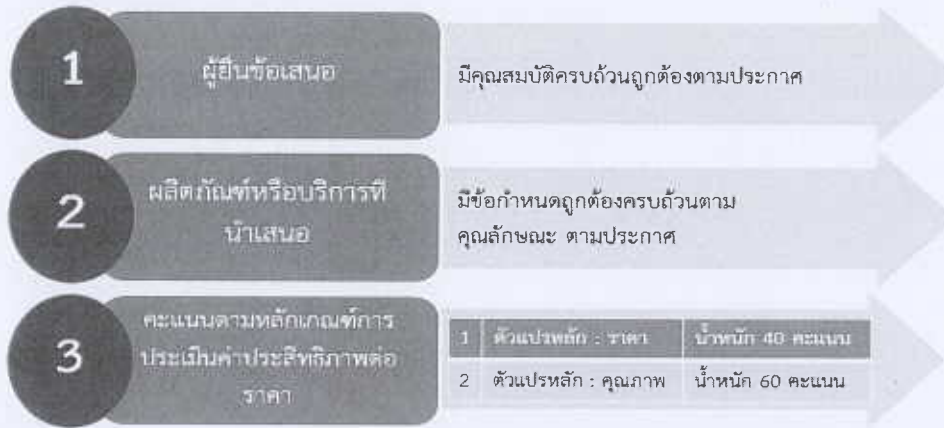 1
ผู้ยื่นข้อเสนอ
มีคุณสมบัติครบถ้วนถูกต้องตามประกาศ
2
ผลิตภัณฑ์หรือบริการที่
นำเสนอ
มีข้อกำหนดถูกต้องครบถ้วนตาม
คุณลักษณะ ตามประกาศ
3
คะแนนตามหลักเกณฑ์การ
ประเมินค่าประสิทธิภาพต่อ
ราคา
1 ตัวแปรหลัก : ราคา น้ำหนัก 40 คะแนน
2 ตัวแปรหลัก : คุณภาพ น้ำหนัก 60 คะแนน